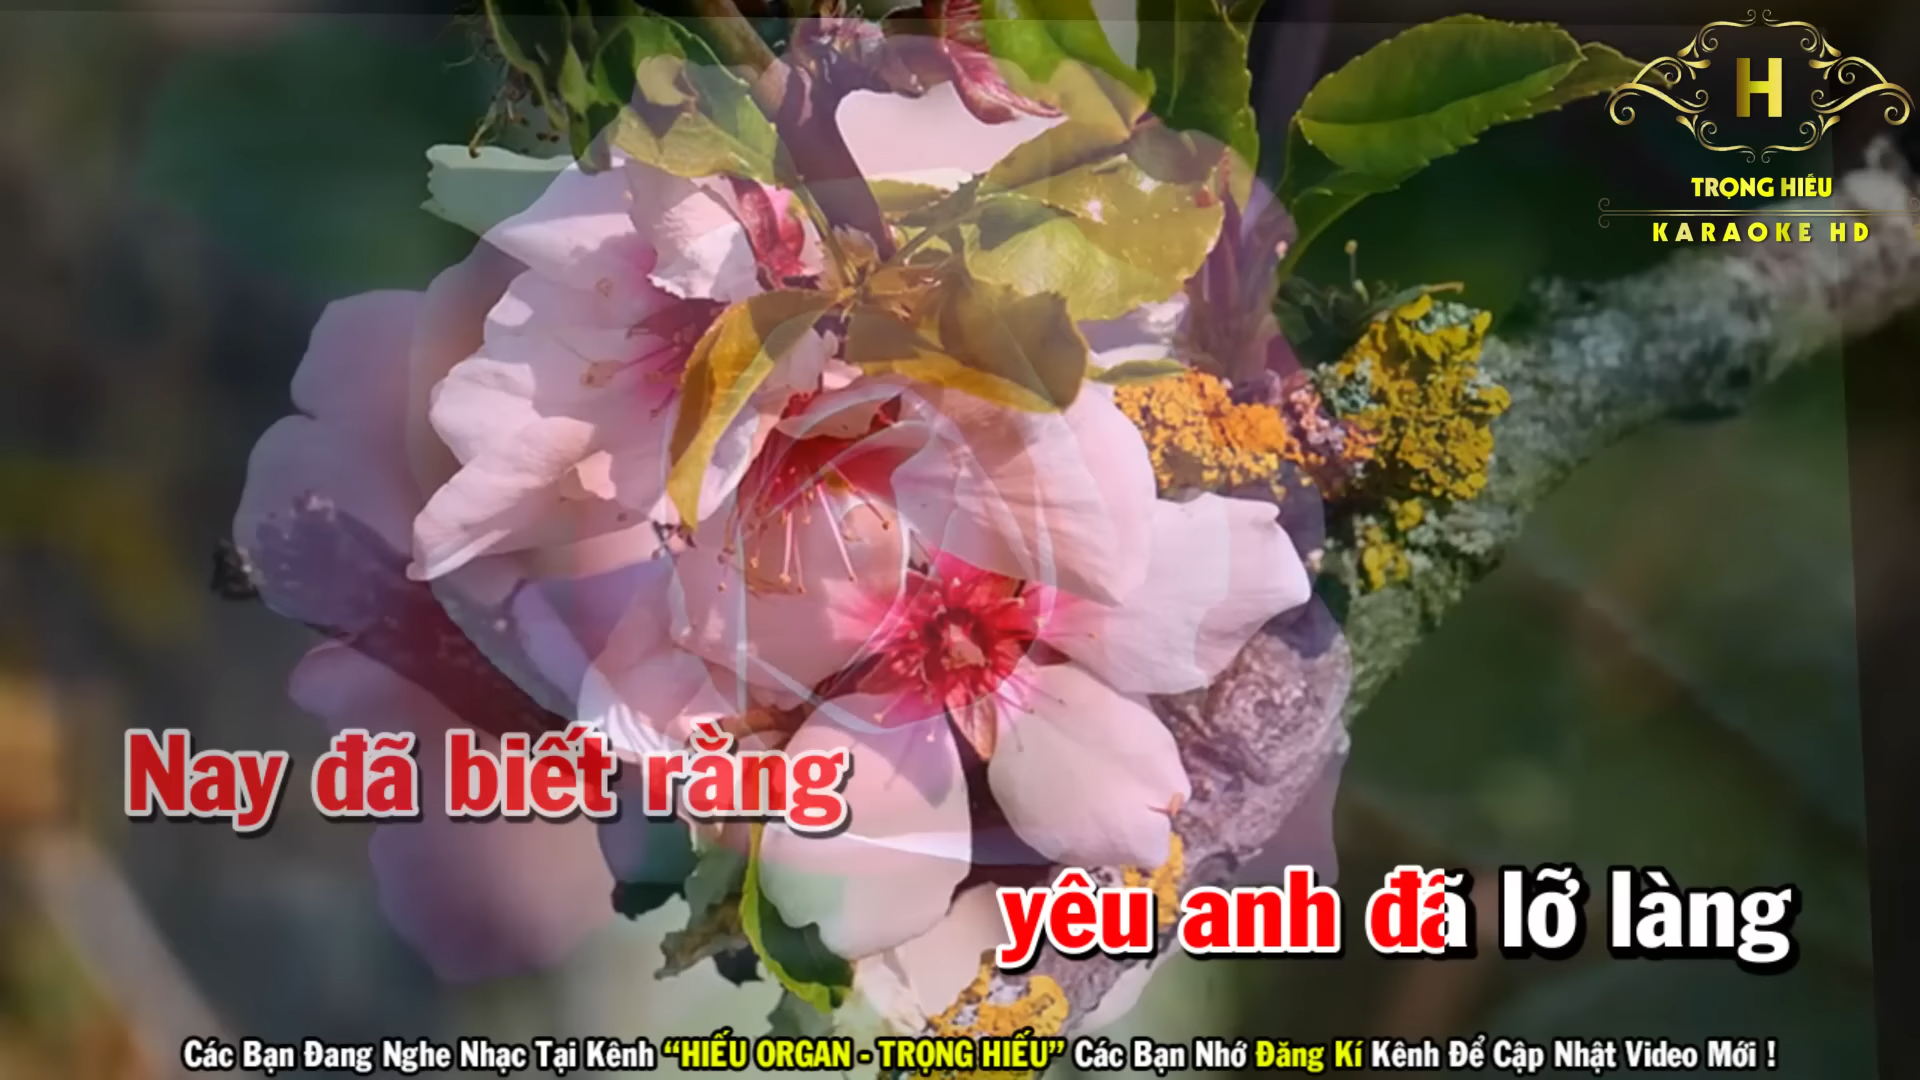 H
TRỌNG HIẾU
KARAOKE HD
Nay đã biết rằng
yêu anh đã lỡ làng
Các Bạn Đang Nghe Nhạc Tại Kênh “HIẾU ORGAN - TRỌNG HIẾU” Các Bạn Nhớ Đăng Kí Kênh Để Cập Nhật Video Mới !